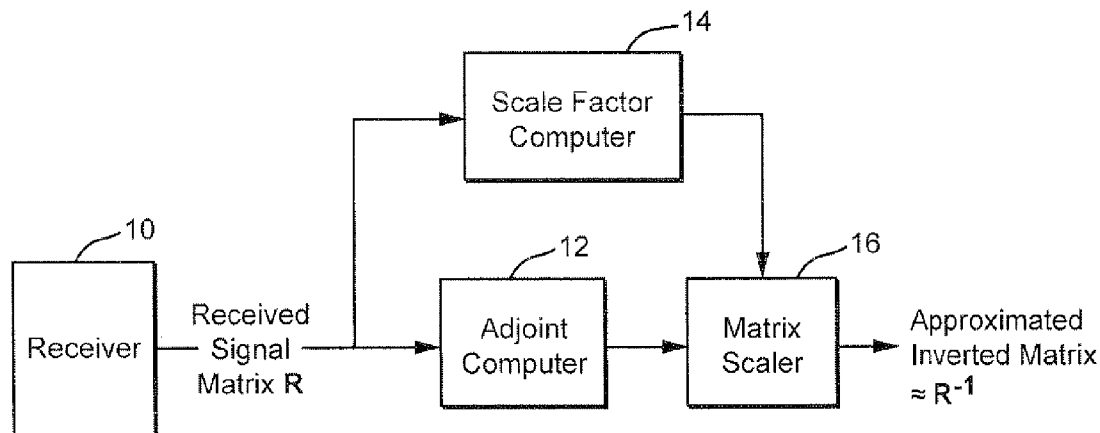 14
Scale Factor
Computer
10
12
16
Receiver
Received
Signal
Matrix R
Adjoint
Computer
Matrix
Scaler
Approximated
Inverted Matrix
≈ R⁻¹